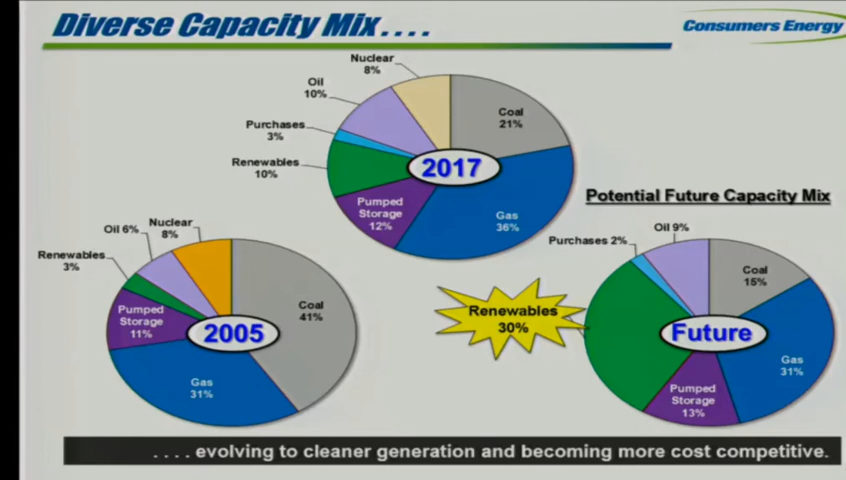 Diverse Capacity Mix . . . .
Consumers Energy
Nuclear
8%
Oil
10%
Purchases
3%
Renewables
10%
Pumped
Storage
12%
Coal
21%
Gas
36%
2017
Potential Future Capacity Mix
Oil 6%
Nuclear
8%
Renewables
3%
Pumped
Storage
11%
Coal
41%
Gas
31%
2005
Renewables
30%
Purchases 2%
Oil 9%
Coal
15%
Gas
31%
Pumped
Storage
13%
Future
. . . . evolving to cleaner generation and becoming more cost competitive.